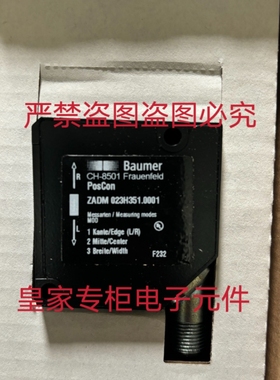 严禁盗图盗图必究
Baumer
CH-8501 Frauenfeld
PosCon
R
ZADM 023H351.0001
Messarten / Measuring modes
MOD
L
1 Kante/Edge (L/R)
2 Mitte/Center
3 Breite/Width
F232
皇家专柜电子元件